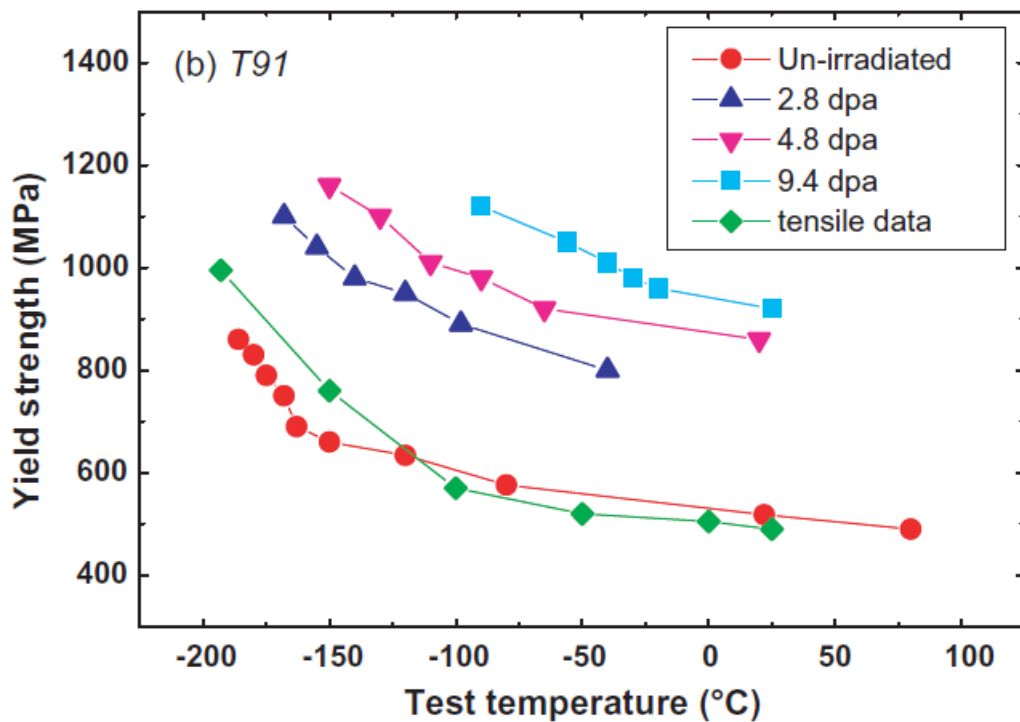 (b) T91
Un-irradiated
2.8 dpa
4.8 dpa
9.4 dpa
tensile data
Yield strength (MPa)
1400
1200
1000
800
600
400
-200 -150 -100 -50 0 50 100
Test temperature (°C)